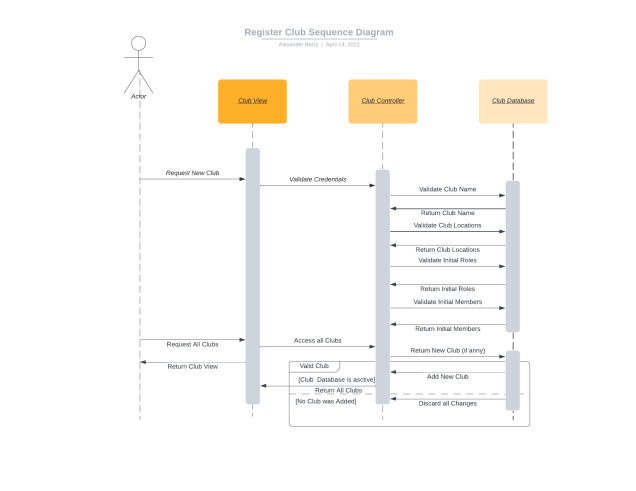 Register Club Sequence Diagram
Alexander Berry | April 14, 2022
Actor
Club View
Club Controller
Club Database
Request New Club
Validate Credentials
Validate Club Name
Return Club Name
Validate Club Locations
Return Club Locations
Validate Initial Roles
Return Initial Roles
Validate Initial Members
Return Initial Members
Request All Clubs
Access all Clubs
Return New Club (if anny)
Return Club View
Valid Club
Add New Club
[Club Database is asctive]
Return All Clubs
[No Club was Added]
Discard all Changes